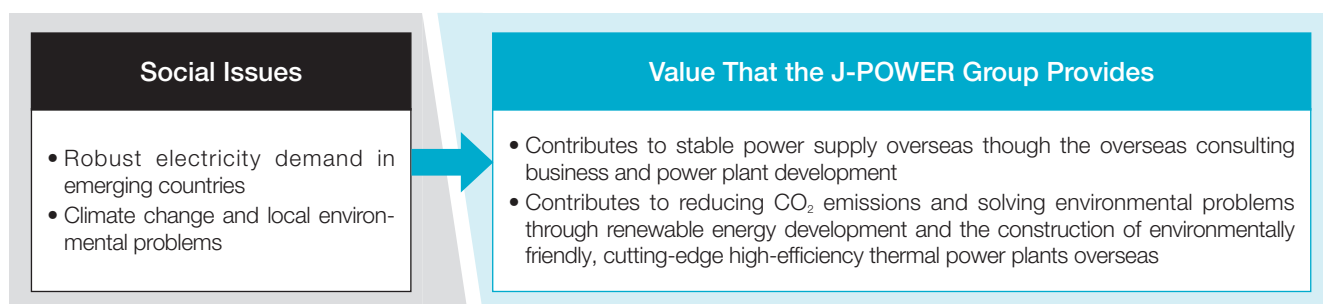 Social Issues
• Robust electricity demand in
emerging countries
• Climate change and local environ-
mental problems
Value That the J-POWER Group Provides
• Contributes to stable power supply overseas though the overseas consulting
business and power plant development
• Contributes to reducing CO₂ emissions and solving environmental problems
through renewable energy development and the construction of environmentally
friendly, cutting-edge high-efficiency thermal power plants overseas